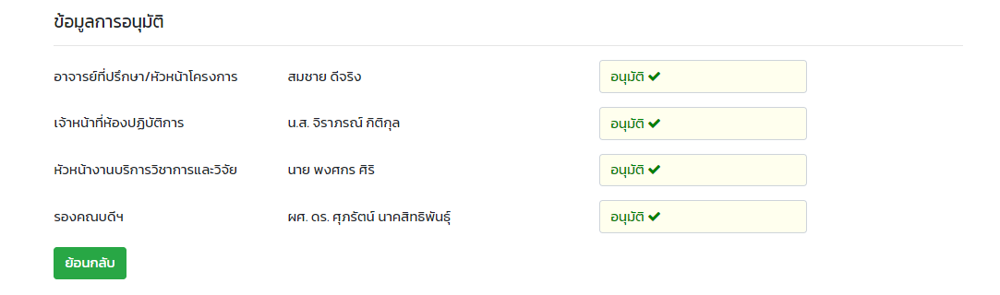 ข้อมูลการอนุมัติ
อาจารย์ที่ปรึกษา/หัวหน้าโครงการ สมชาย ดีจริง อนุมัติ ✔
เจ้าหน้าที่ห้องปฏิบัติการ น.ส. จิราภรณ์ กิติกุล อนุมัติ ✔
หัวหน้างานบริการวิชาการและวิจัย นาย พงศกร ศิริ อนุมัติ ✔
รองคณบดีฯ ผศ. ดร. ศุภรัตน์ นาคสิทธิพันธุ์ อนุมัติ ✔
ย้อนกลับ